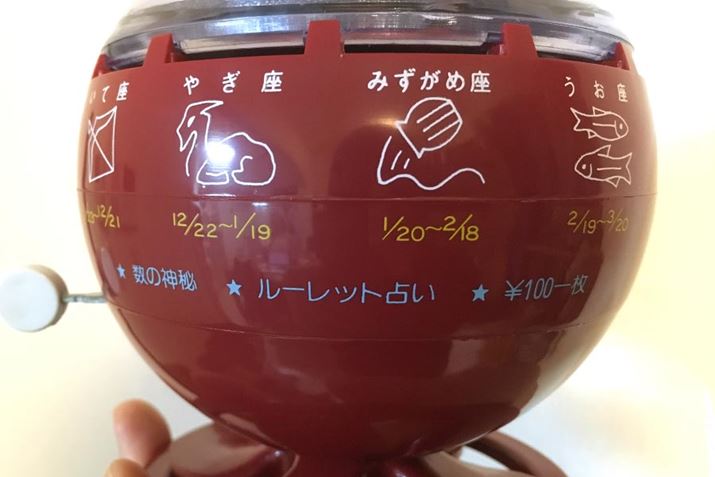 いて座 やぎ座 みずがめ座 うお座
12/21 12/22~1/19 1/20~2/18 2/19~3/20
★ 数の神秘 ★ ルーレット占い ★ ¥100一枚